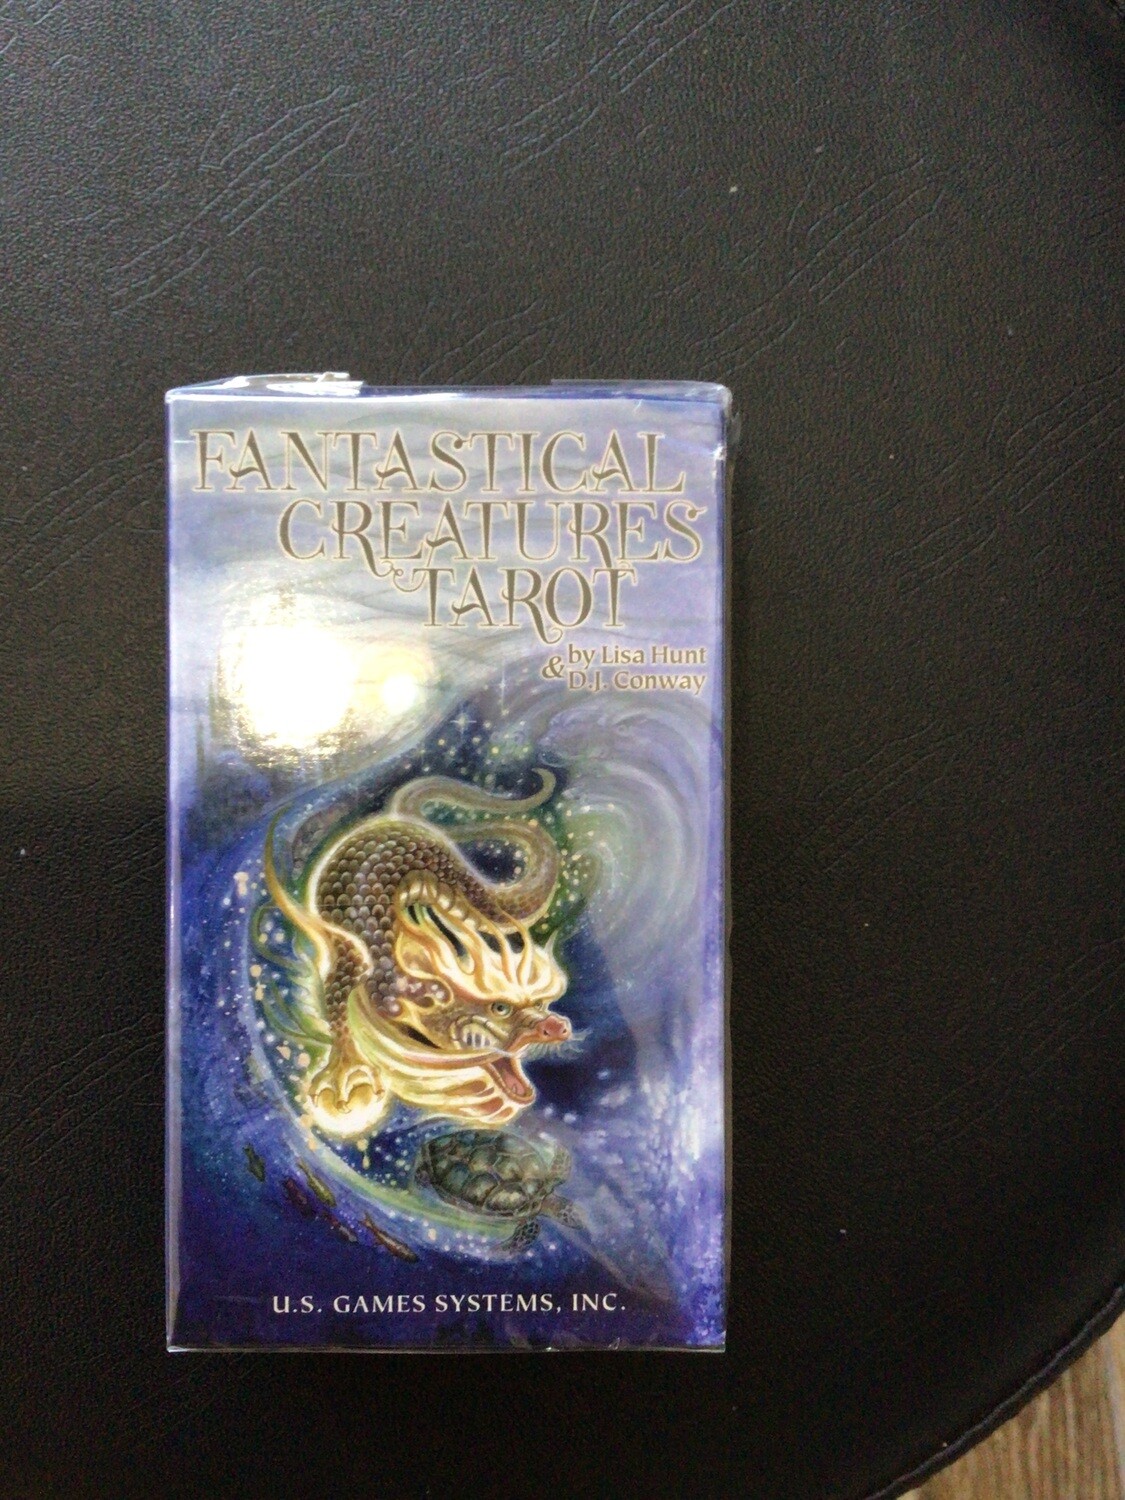 FANTASTICAL
CREATURES
TAROT
by Lisa Hunt
& D.J. Conway
U.S. GAMES SYSTEMS, INC.